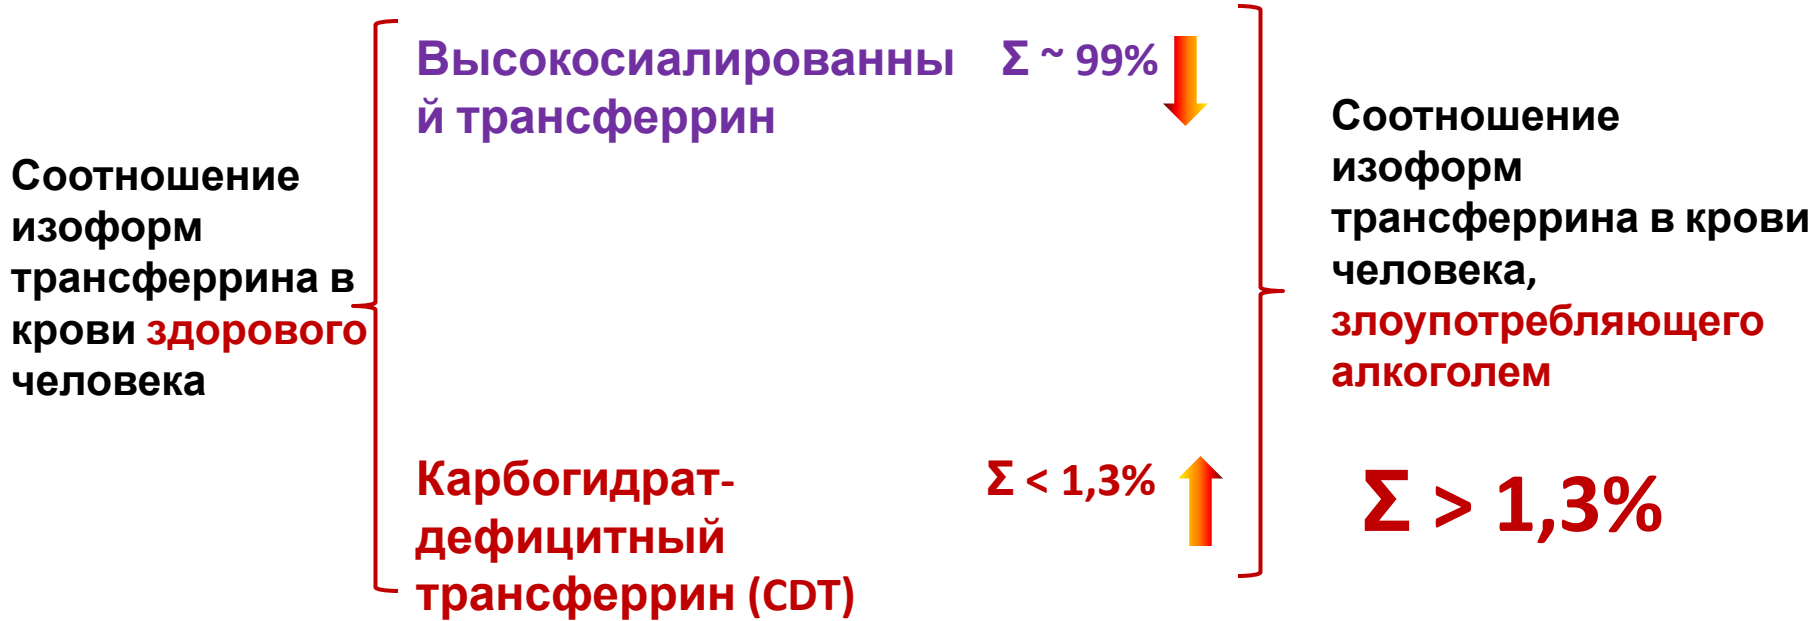 Соотношение
изоформ
трансферрина в
крови здорового
человека
Высокосиалированны
й трансферрин
Σ ~ 99%
Карбогидрат-
дефицитный
трансферрин (CDT)
Σ < 1,3%
Соотношение
изоформ
трансферрина в крови
человека,
злоупотребляющего
алкоголем
Σ > 1,3%